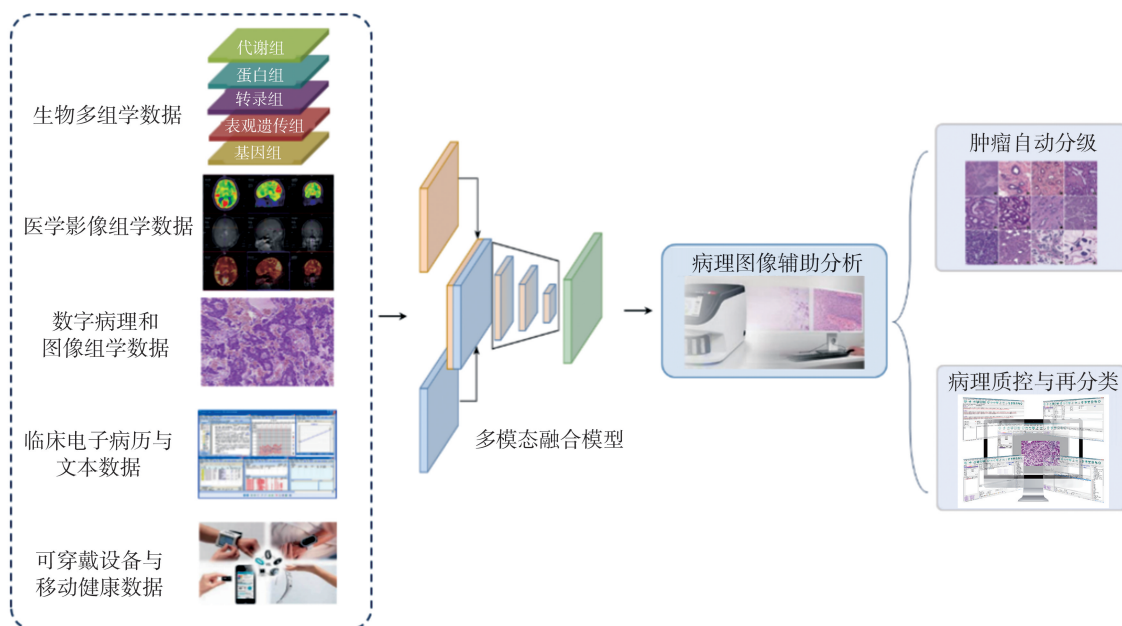 代谢组
蛋白组
转录组
表观遗传组
基因组
生物多组学数据
医学影像组学数据
数字病理和
图像组学数据
临床电子病历与
文本数据
可穿戴设备与
移动健康数据
多模态融合模型
病理图像辅助分析
肿瘤自动分级
病理质控与再分类